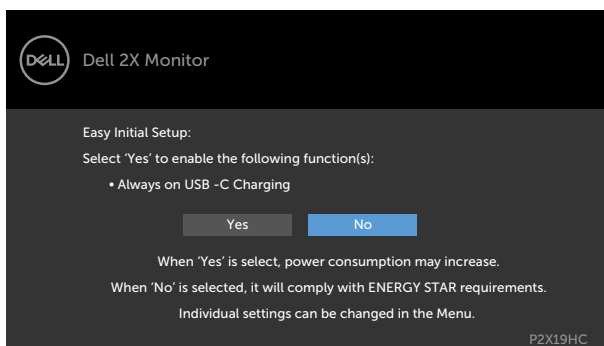 DELL
Dell 2X Monitor
Easy Initial Setup:
Select ‘Yes’ to enable the following function(s):
• Always on USB -C Charging
Yes No
When ‘Yes’ is select, power consumption may increase.
When ‘No’ is selected, it will comply with ENERGY STAR requirements.
Individual settings can be changed in the Menu.
P2X19HC